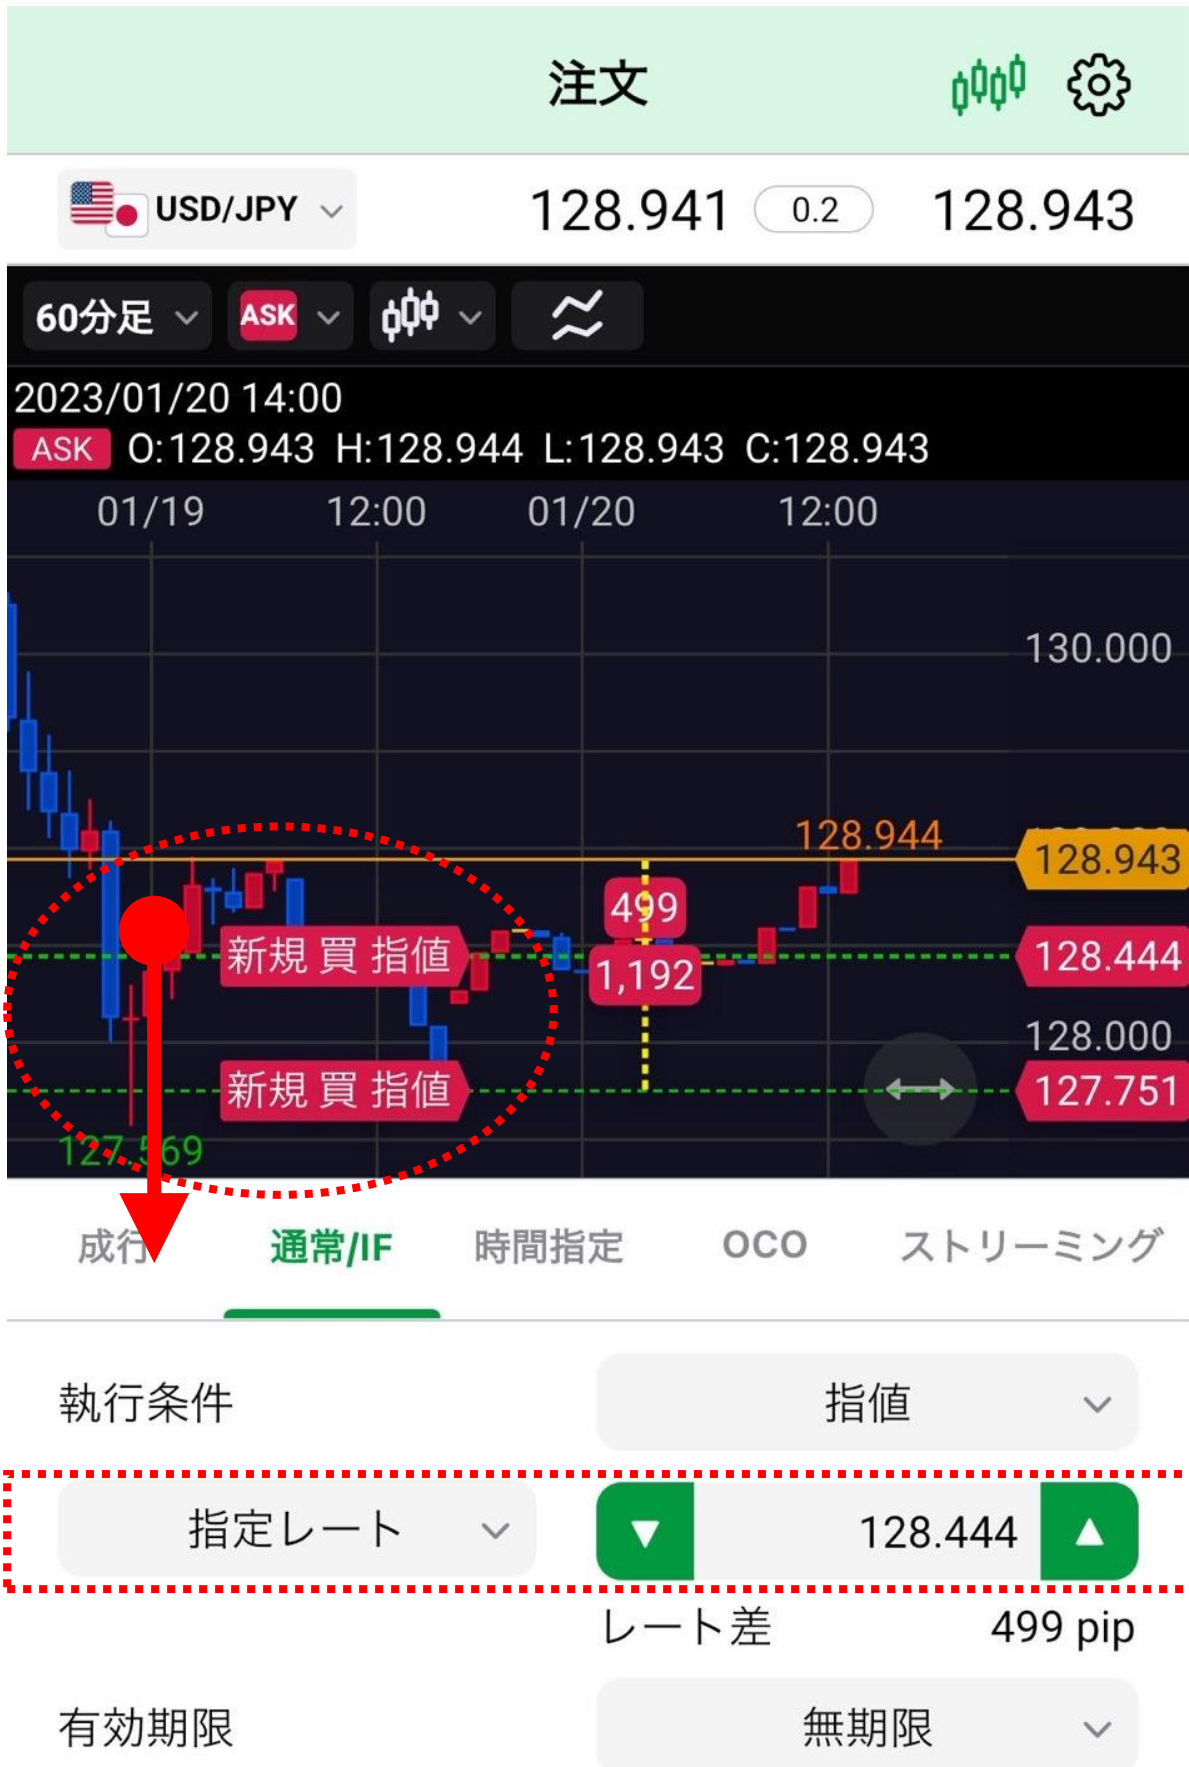 注文
USD/JPY 128.941 0.2 128.943
60分足 ASK
2023/01/20 14:00
ASK O:128.943 H:128.944 L:128.943 C:128.943
01/19 12:00 01/20 12:00
130.000
128.944
128.943
499
新規 買 指値 128.444
1,192
128.000
新規 買 指値 127.751
127.569
成行 通常/IF 時間指定 OCO ストリーミング
執行条件 指値
指定レート ▼ 128.444 ▲
レート差 499 pip
有効期限 無期限